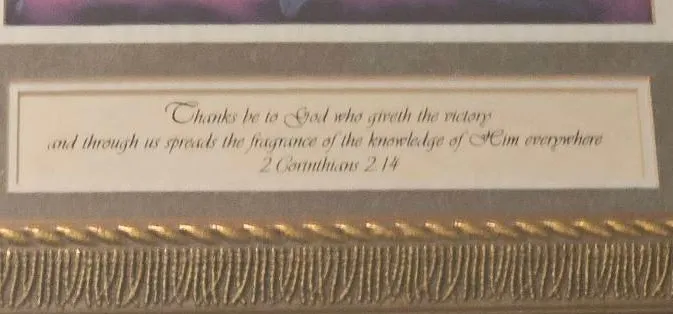 Thanks be to God who giveth the victory
and through us spreads the fragrance of the knowledge of Him everywhere
2 Corinthians 2:14